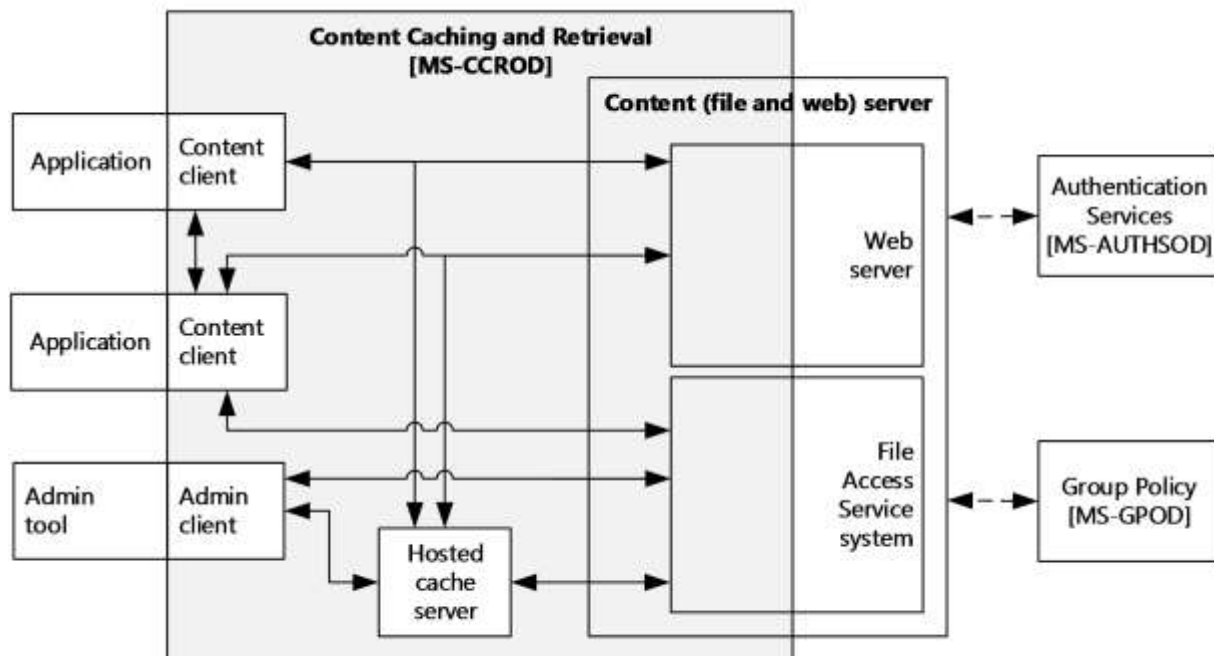 Content Caching and Retrieval
[MS-CCROD]
Content (file and web) server
Application
Content
client
Authentication
Services
[MS-AUTHSOD]
Web
server
Application
Content
client
Admin
tool
Admin
client
File
Access
Service
system
Group Policy
[MS-GPOD]
Hosted
cache
server